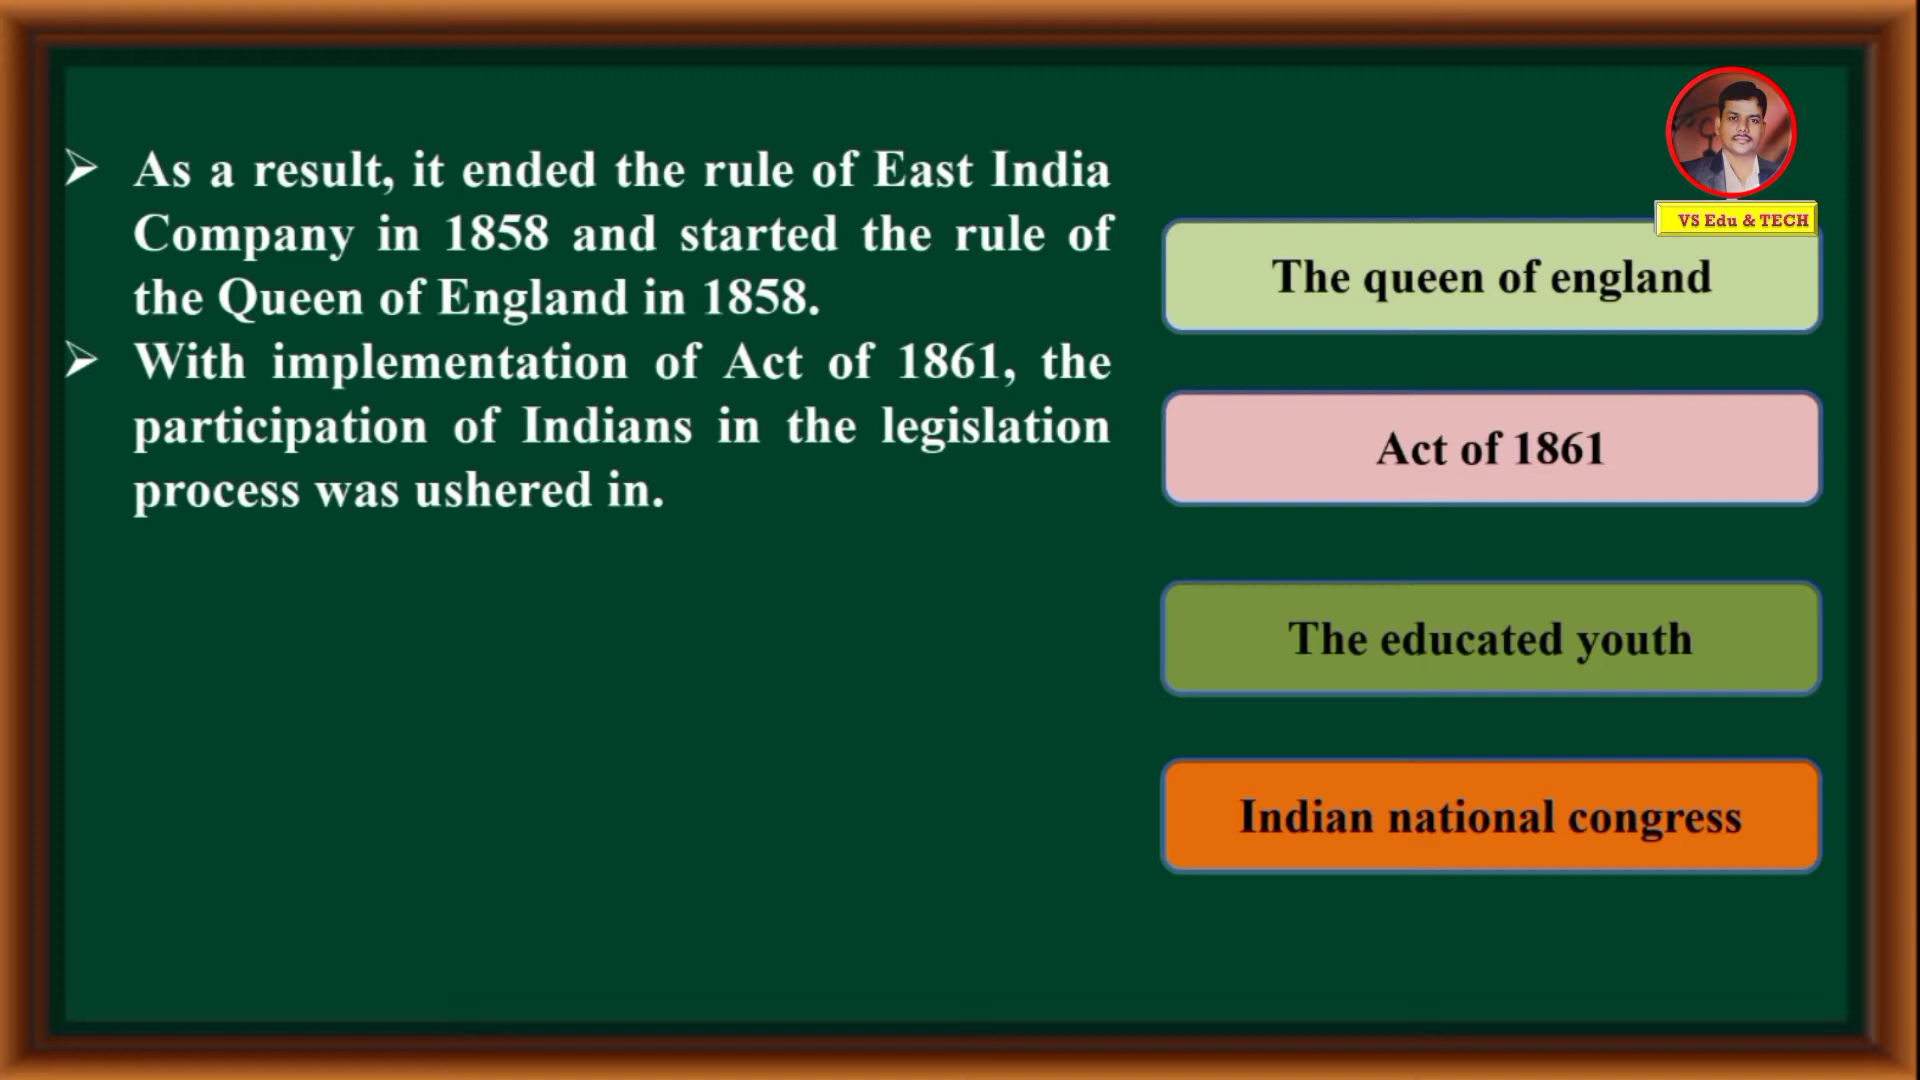 As a result, it ended the rule of East India
Company in 1858 and started the rule of
the Queen of England in 1858.
With implementation of Act of 1861, the
participation of Indians in the legislation
process was ushered in.
VS Edu & TECH
The queen of england
Act of 1861
The educated youth
Indian national congress